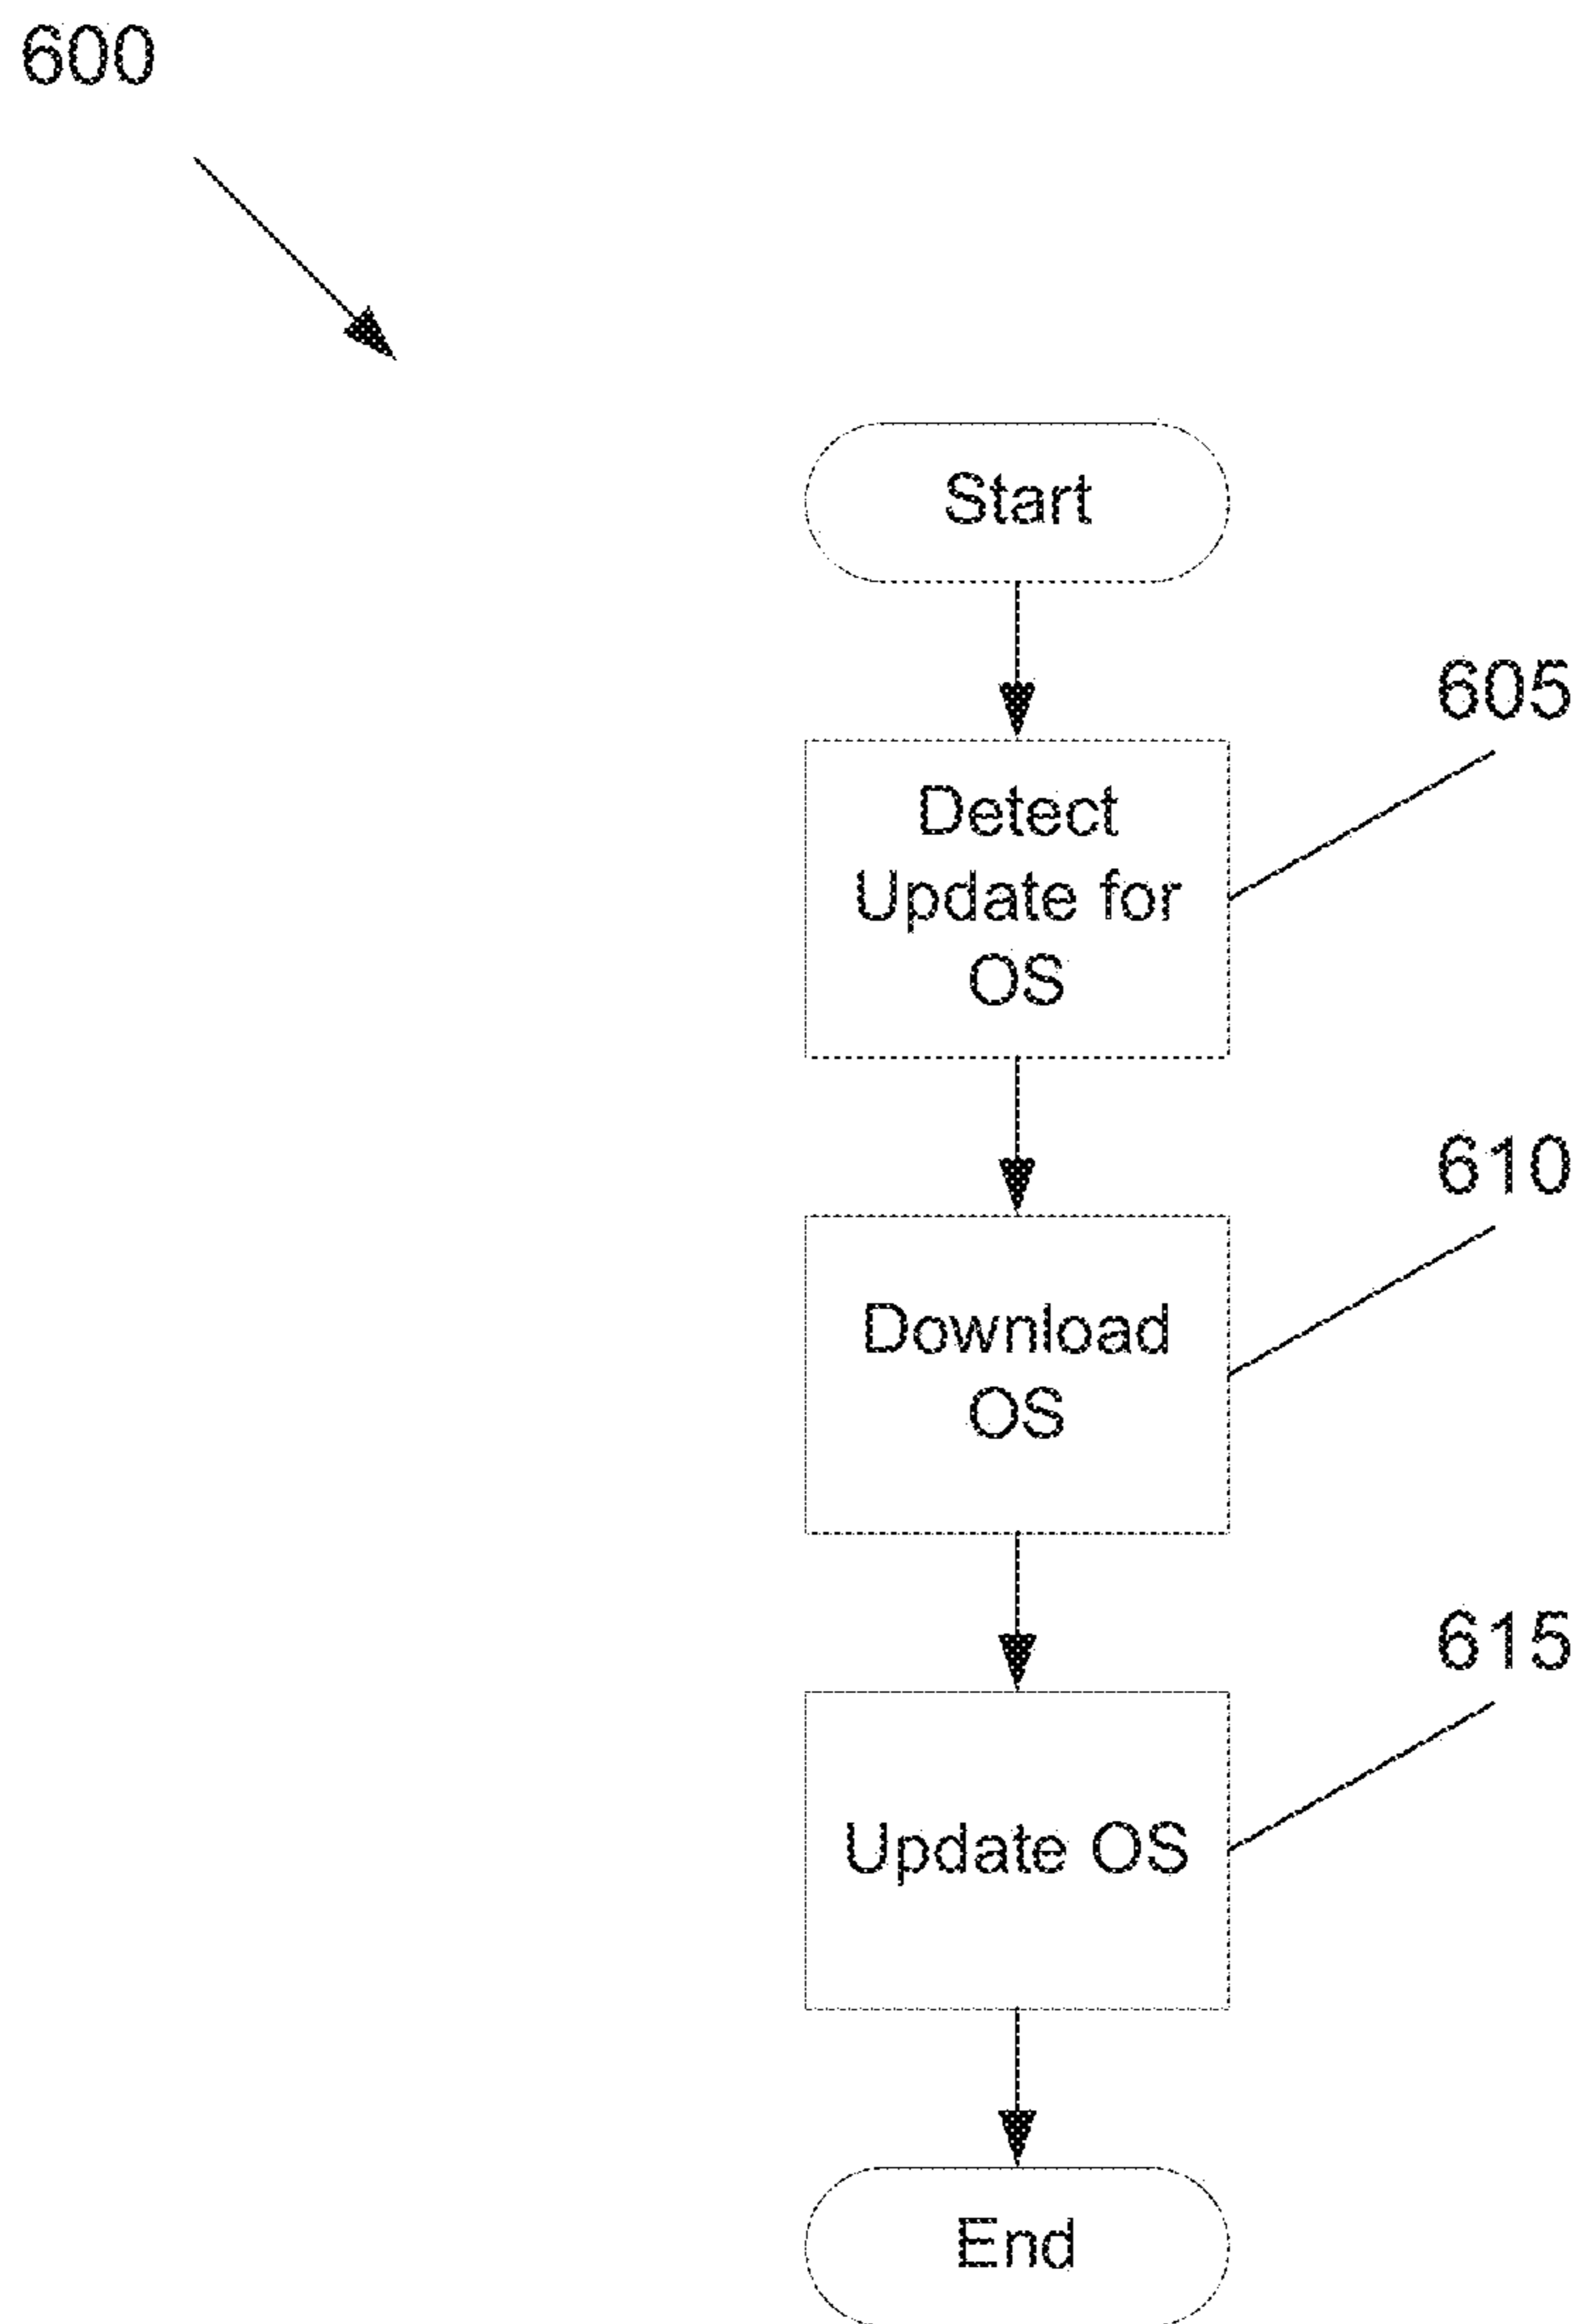 600
Start
605
Detect
Update for
OS
610
Download
OS
615
Update OS
End